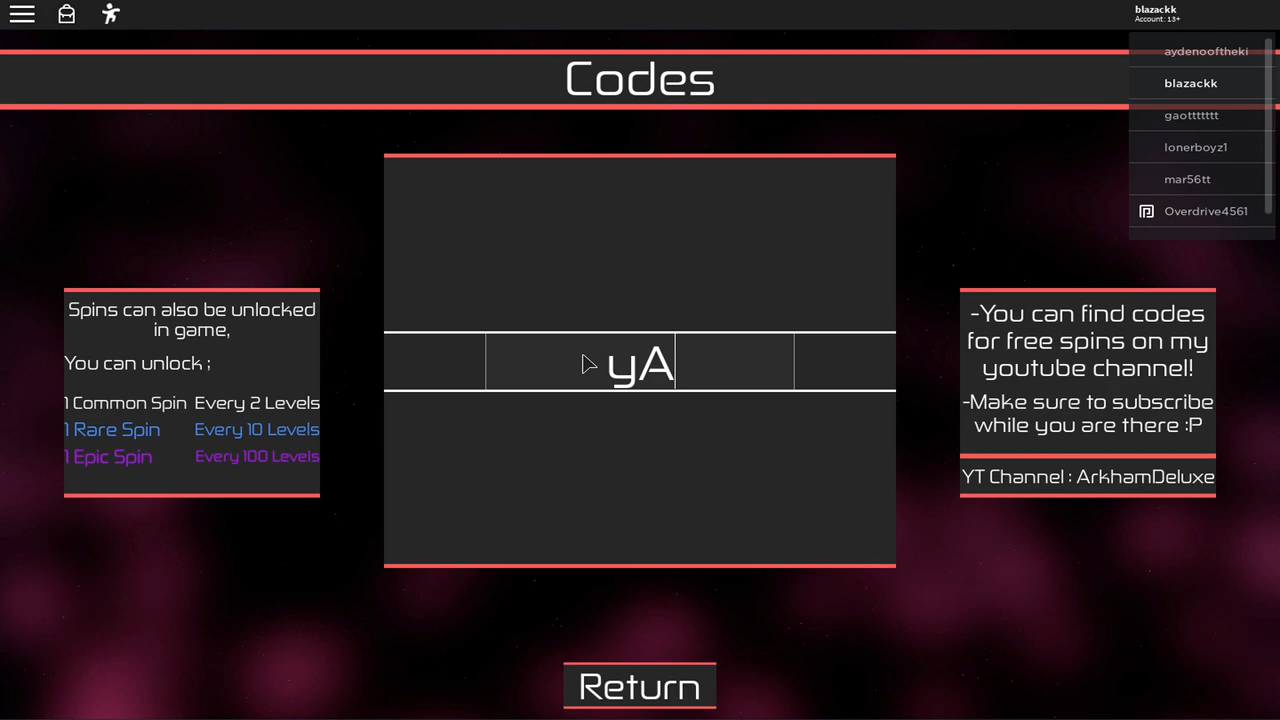 blazackk
Account: 13+
aydenooftheki
blazackk
gaottttttt
lonerboyz1
mar56tt
Overdrive4561
Codes
Spins can also be unlocked
in game,
You can unlock ;
1 Common Spin Every 2 Levels
1 Rare Spin Every 10 Levels
1 Epic Spin Every 100 Levels
yA
-You can find codes
for free spins on my
youtube channel!
-Make sure to subscribe
while you are there :P
YT Channel : ArkhamDeluxe
Return